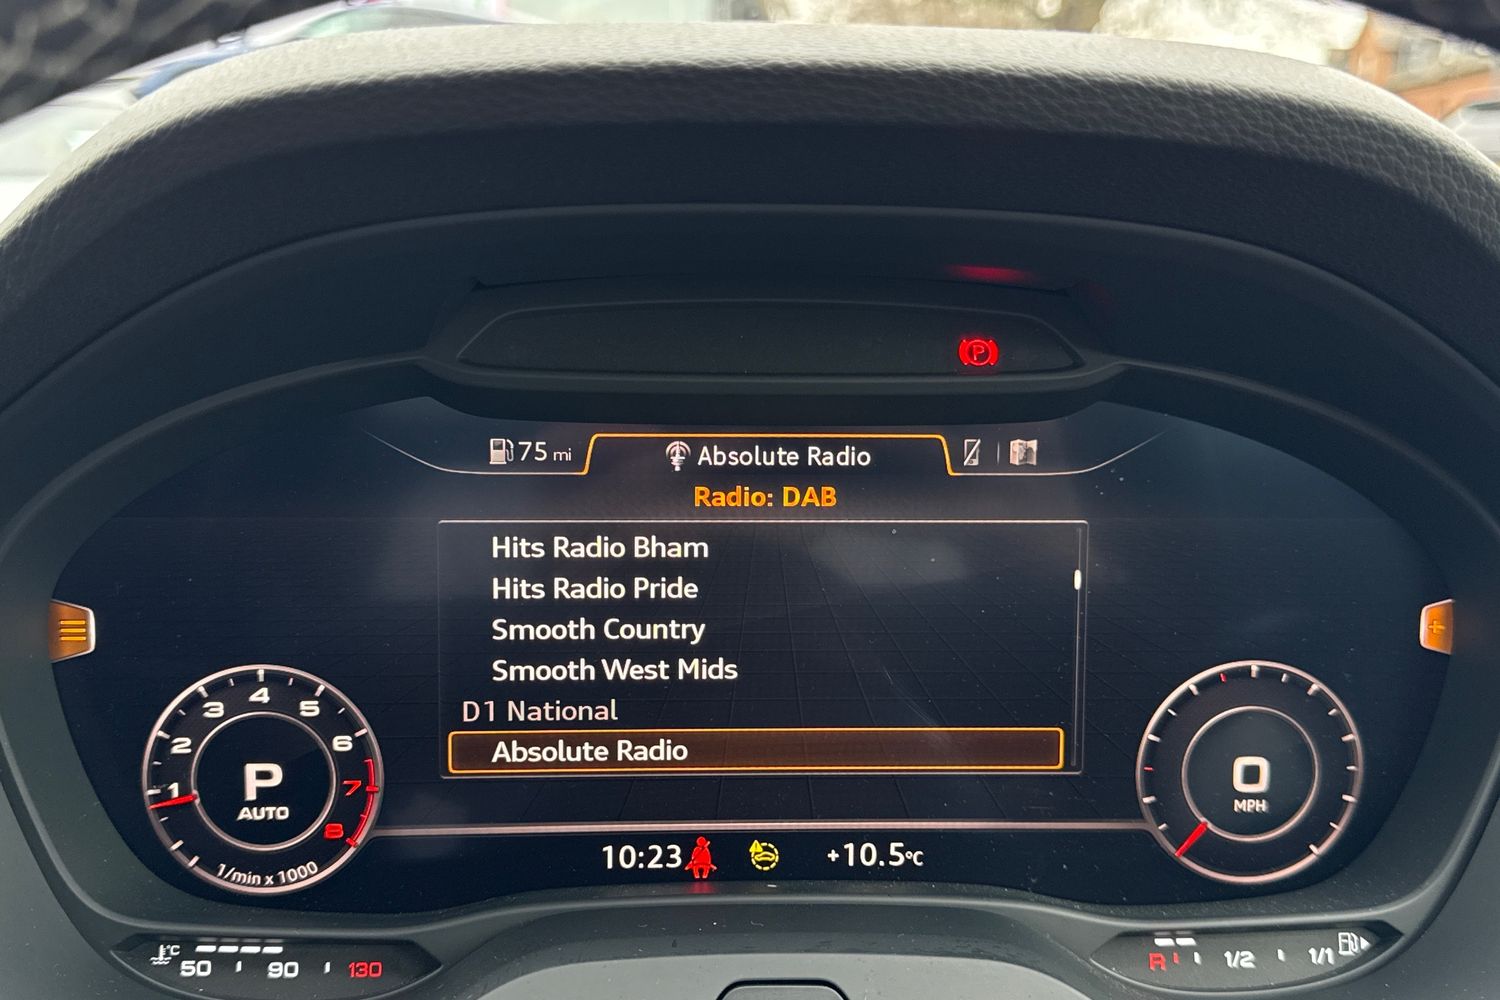 75 mi
Absolute Radio
Radio: DAB
Hits Radio Bham
Hits Radio Pride
Smooth Country
Smooth West Mids
D1 National
Absolute Radio
1 2 3 4 5 6 7 8
P
AUTO
1/min x 1000
0
MPH
10:23
+10.5°C
°C
50 90 130
R 1/2 1/1
P